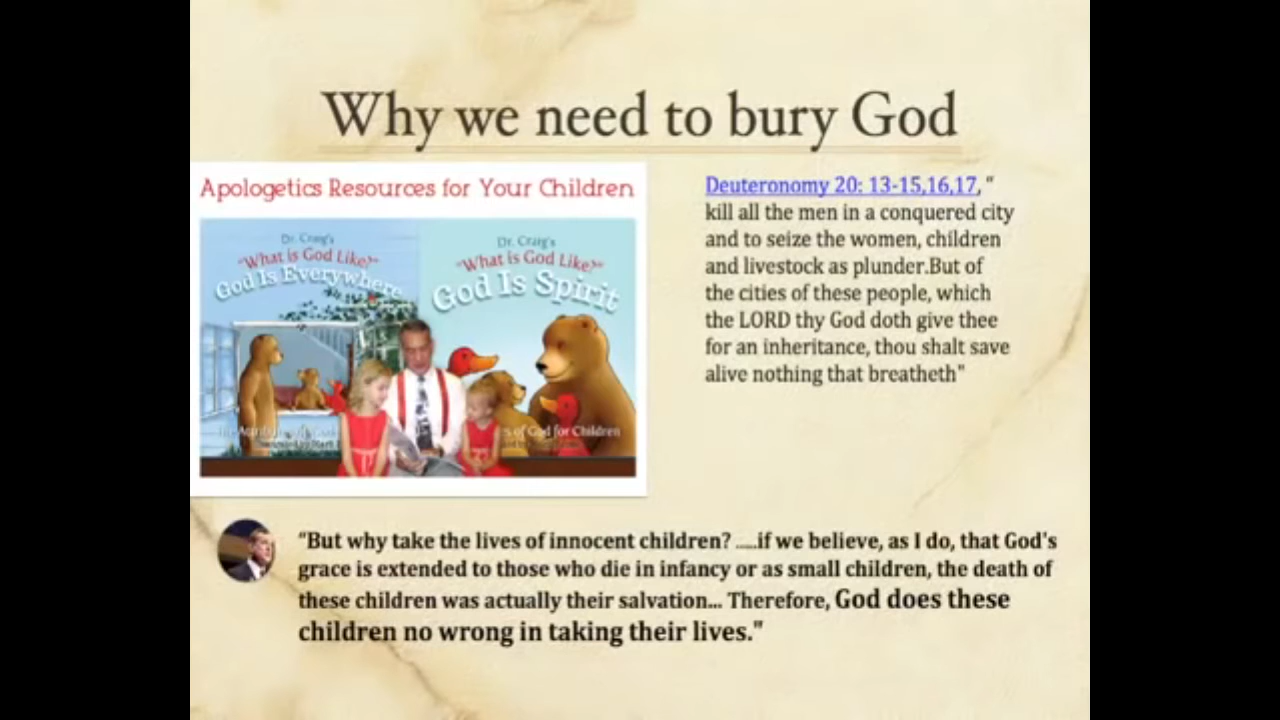 Why we need to bury God
Apologetics Resources for Your Children
Dr. Craig's
"What is God Like?"
God Is Everywhere
Dr. Craig's
"What is God Like?"
God Is Spirit
of God for Children
Deuteronomy 20: 13-15,16,17, “
kill all the men in a conquered city
and to seize the women, children
and livestock as plunder.But of
the cities of these people, which
the LORD thy God doth give thee
for an inheritance, thou shalt save
alive nothing that breatheth"
“But why take the lives of innocent children? .....if we believe, as I do, that God's
grace is extended to those who die in infancy or as small children, the death of
these children was actually their salvation... Therefore, God does these
children no wrong in taking their lives."